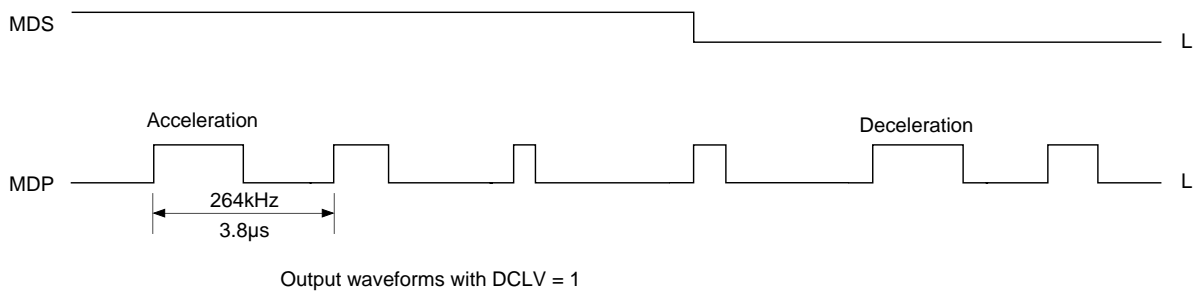 MDS
L
Acceleration
Deceleration
MDP
L
264kHz
3.8µs
Output waveforms with DCLV = 1